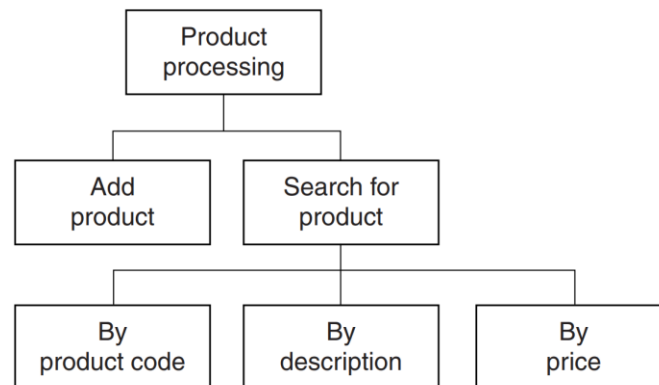 Product
processing
Add
product
Search for
product
By
product code
By
description
By
price